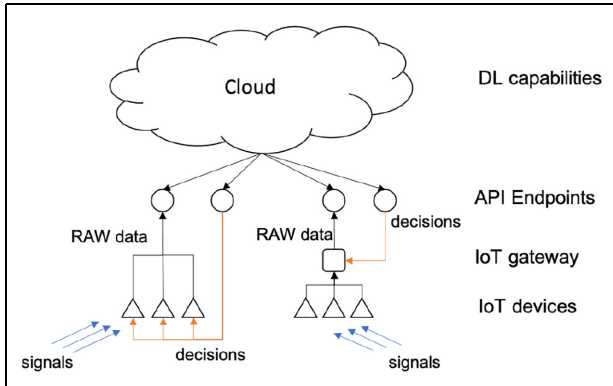 Cloud
DL capabilities
API Endpoints
decisions
RAW data
RAW data
IoT gateway
IoT devices
signals
decisions
signals